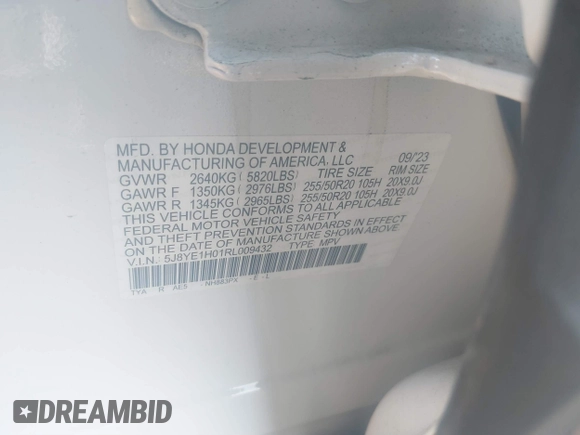 MFD. BY HONDA DEVELOPMENT &
MANUFACTURING OF AMERICA, LLC 09/'23
GVWR 2640KG (5820LBS) TIRE SIZE RIM SIZE
GAWR F 1350KG (2976LBS) 255/50R20 105H 20X9.0J
GAWR R 1345KG (2965LBS) 255/50R20 105H 20X9.0J
THIS VEHICLE CONFORMS TO ALL APPLICABLE
FEDERAL MOTOR VEHICLE SAFETY
AND THEFT PREVENTION STANDARDS IN EFFECT
ON THE DATE OF MANUFACTURE SHOWN ABOVE.
V.I.N.: 5J8YE1H01RL009432 TYPE: MPV
TYA R AE5 NH883PX -E-L
DREAMBID